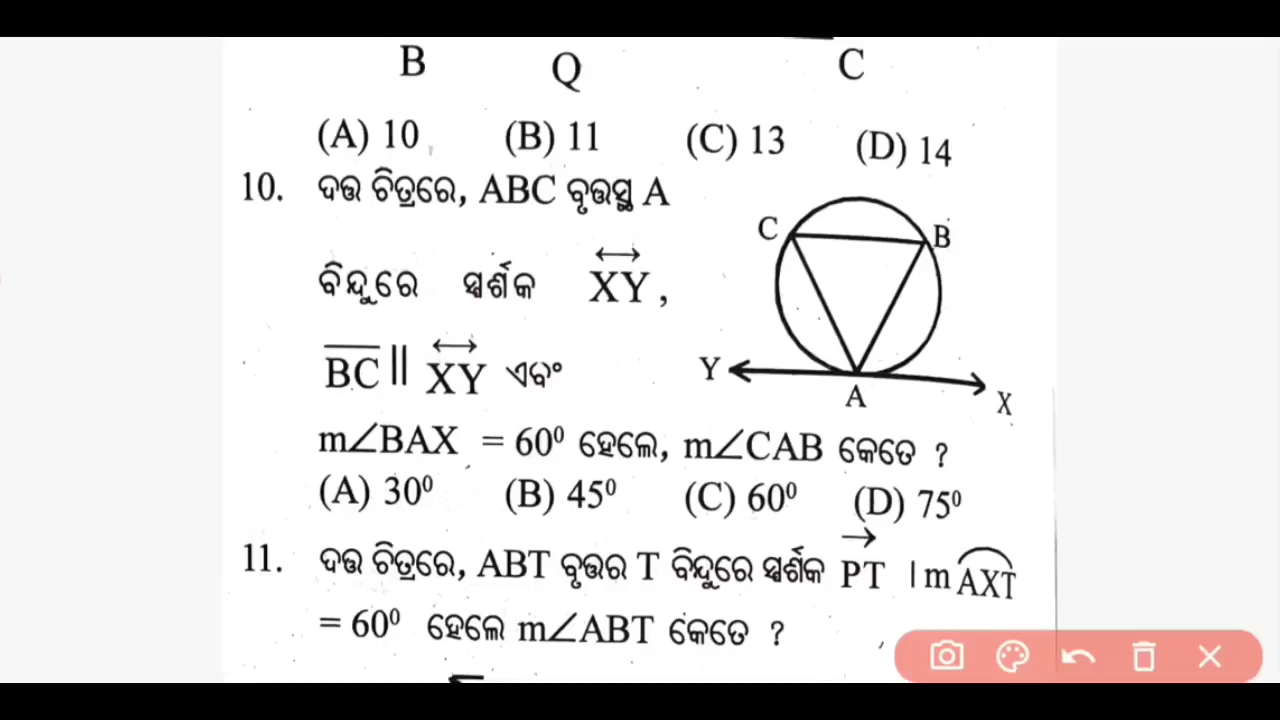 B Q C
(A) 10 (B) 11 (C) 13 (D) 14
10. ଦତ୍ତ ଚିତ୍ରରେ, ABC ବୃତ୍ତସ୍ଥ A
ବିନ୍ଦୁରେ ସ୍ପର୍ଶକ XY,
BC || XY ଏବଂ
m∠BAX = 60⁰ ହେଲେ, m∠CAB କେତେ ?
C
B
Y
A
X
(A) 30⁰ (B) 45⁰ (C) 60⁰ (D) 75⁰
11. ଦତ୍ତ ଚିତ୍ରରେ, ABT ବୃତ୍ତର T ବିନ୍ଦୁରେ ସ୍ପର୍ଶକ PT । m AXT
= 60⁰ ହେଲେ m∠ABT କେତେ ?